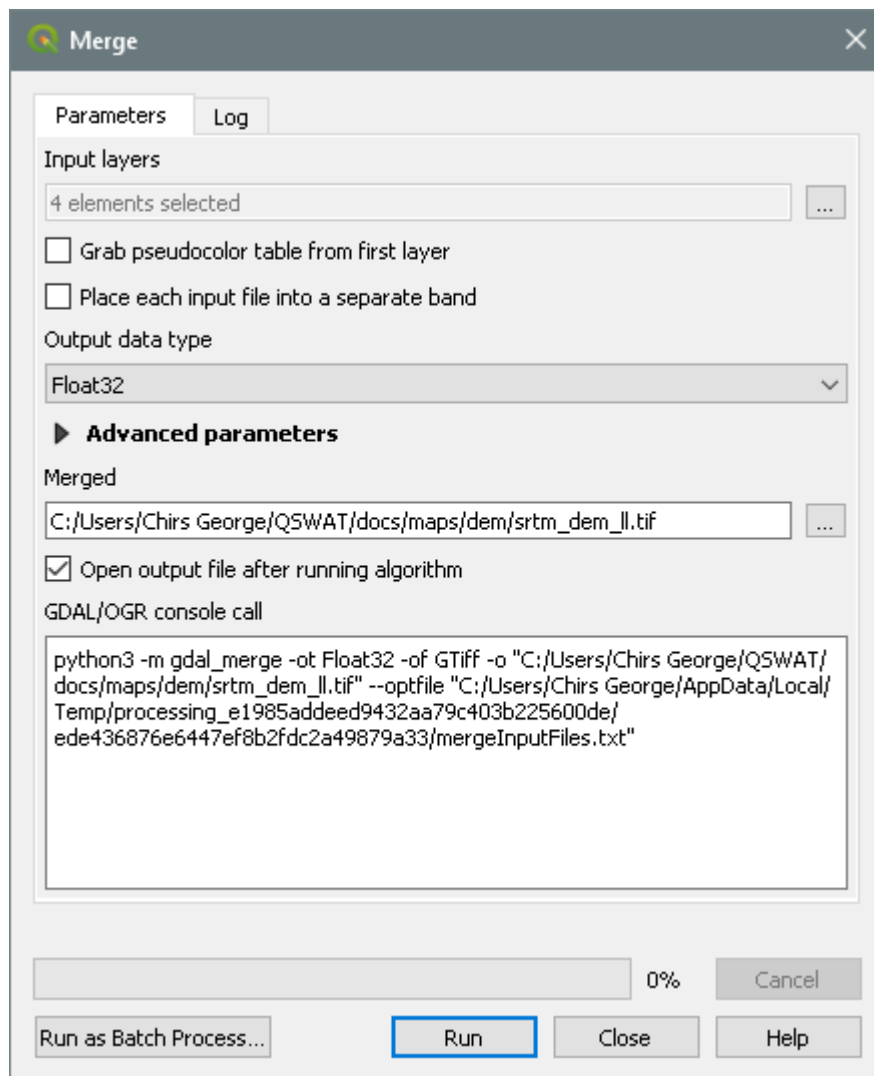 Merge
Parameters
Log
Input layers
4 elements selected
...
Grab pseudocolor table from first layer
Place each input file into a separate band
Output data type
Float32
Advanced parameters
Merged
C:/Users/Chirs George/QSWAT/docs/maps/dem/srtm_dem_ll.tif
...
Open output file after running algorithm
GDAL/OGR console call
python3 -m gdal_merge -ot Float32 -of GTiff -o "C:/Users/Chirs George/QSWAT/
docs/maps/dem/srtm_dem_ll.tif" --optfile "C:/Users/Chirs George/AppData/Local/
Temp/processing_e1985addeed9432aa79c403b225600de/
ede436876e6447ef8b2fdc2a49879a33/mergeInputFiles.txt"
0%
Cancel
Run as Batch Process...
Run
Close
Help